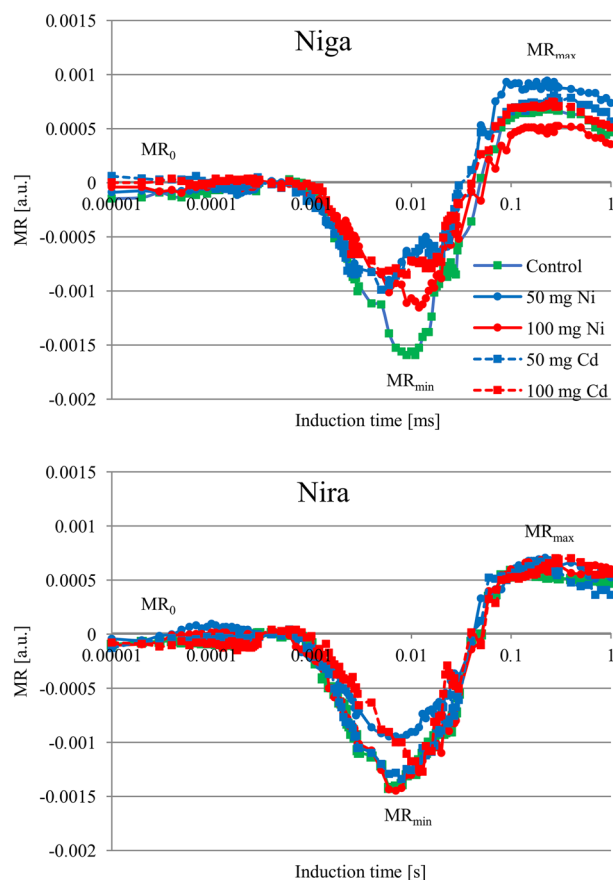 Niga
0.0015
0.001
0.0005
0
-0.0005
-0.001
-0.0015
-0.002
MR [a.u.]
MR0
MRmax
MRmin
0.00001
0.0001
0.001
0.01
0.1
1
Control
50 mg Ni
100 mg Ni
50 mg Cd
100 mg Cd
Induction time [ms]
Nira
0.0015
0.001
0.0005
0
-0.0005
-0.001
-0.0015
-0.002
MR [a.u.]
MR0
MRmax
MRmin
0.00001
0.0001
0.001
0.01
0.1
1
Induction time [s]